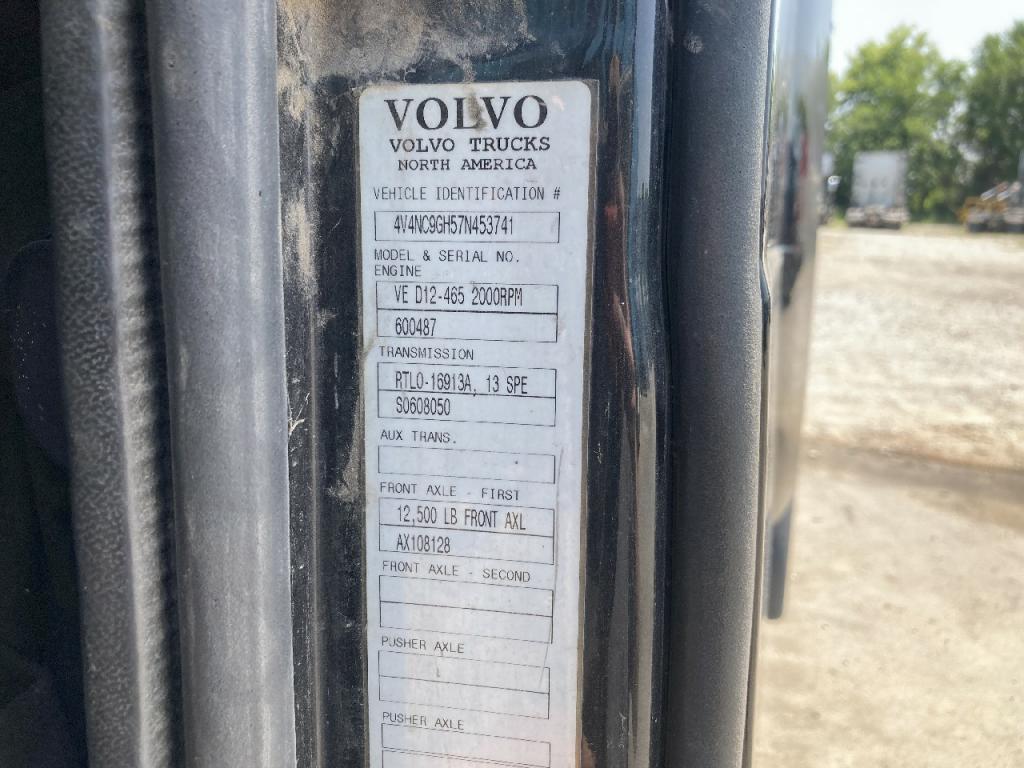 VOLVO
VOLVO TRUCKS
NORTH AMERICA
VEHICLE IDENTIFICATION #
4V4NC9GH57N453741
MODEL & SERIAL NO.
ENGINE
VE D12-465 2000RPM
600487
TRANSMISSION
RTLO-16913A, 13 SPE
S0608050
AUX TRANS.
FRONT AXLE - FIRST
12,500 LB FRONT AXL
AX108128
FRONT AXLE - SECOND
PUSHER AXLE
PUSHER AXLE